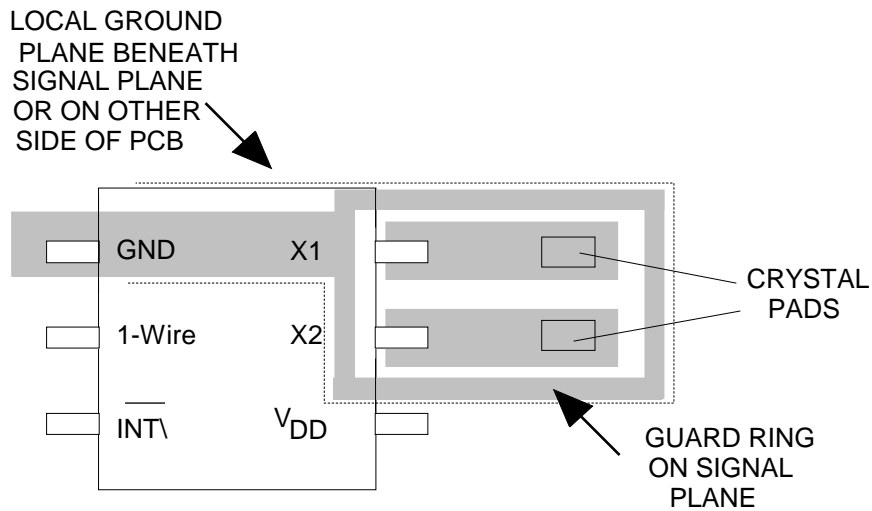 LOCAL GROUND
PLANE BENEATH
SIGNAL PLANE
OR ON OTHER
SIDE OF PCB
GND
X1
1-Wire
X2
INT\
VDD
CRYSTAL
PADS
GUARD RING
ON SIGNAL
PLANE